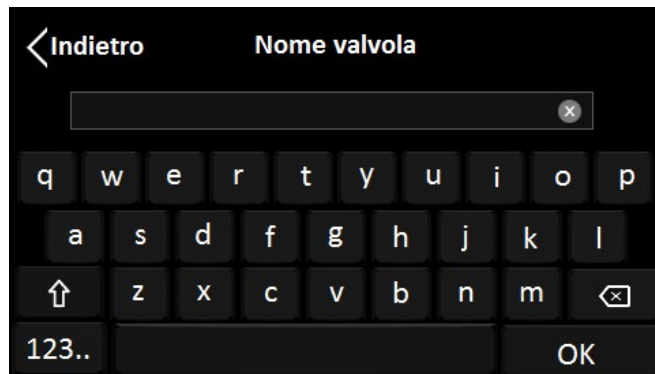 Indietro Nome valvola
x
q w e r t y u i o p
a s d f g h j k l
z x c v b n m
123.. OK